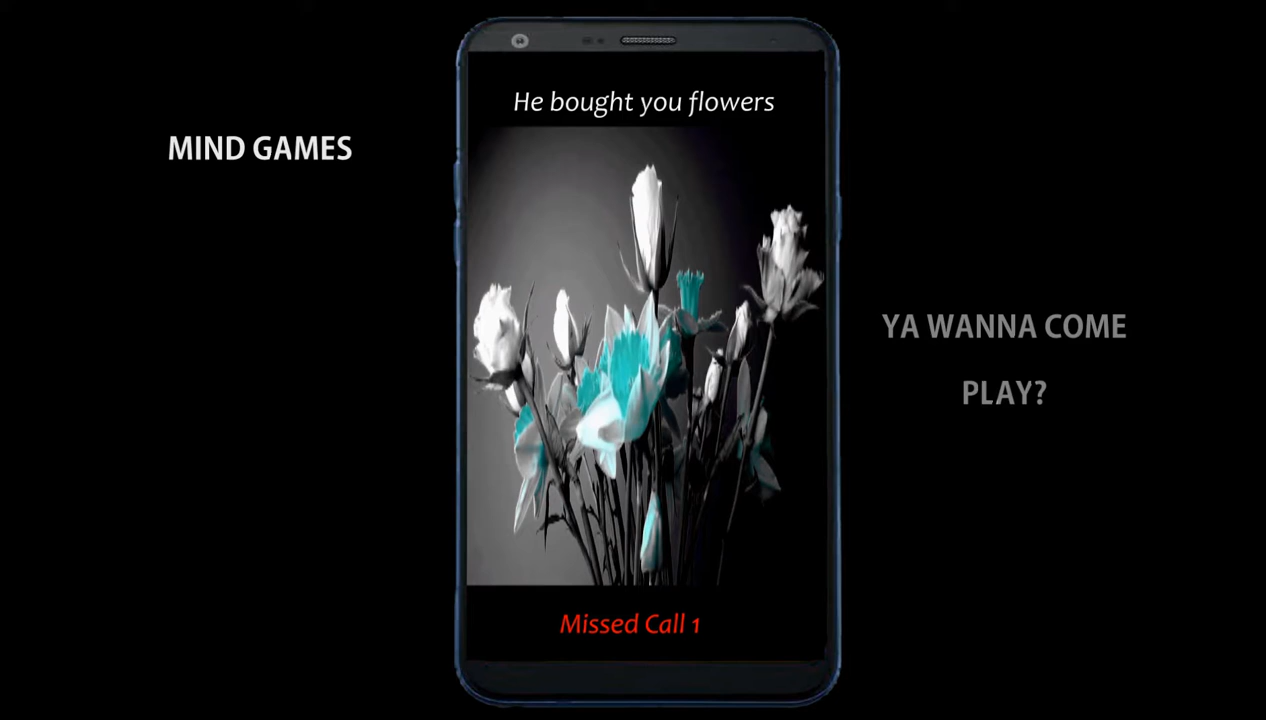 MIND GAMES
He bought you flowers
YA WANNA COME
PLAY?
Missed Call 1